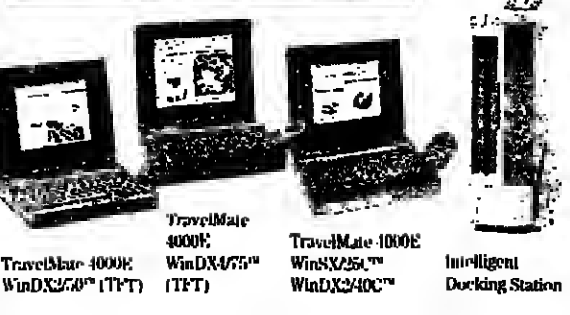 TravelMate 4000E
WinDX2/50™ (TFT)
TravelMate
4000E
WinDX4/75™
(TFT)
TravelMate 4000E
WinSX/25C™
WinDX2/40C™
Intelligent
Docking Station